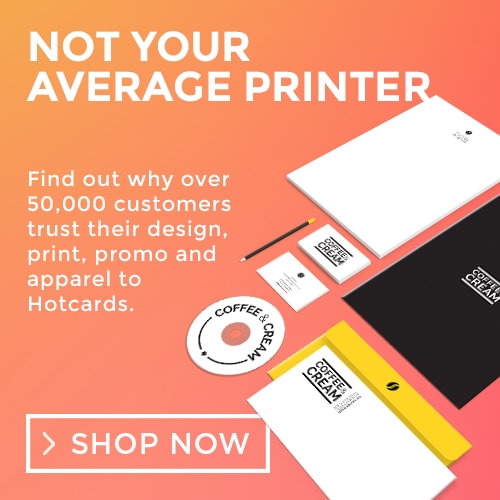 NOT YOUR
AVERAGE PRINTER
Find out why over
50,000 customers
trust their design,
print, promo and
apparel to
Hotcards.
> SHOP NOW
COFFEE &
CREAM
COFFEE & CREAM
COFFEE &
CREAM
COFFEE &
CREAM